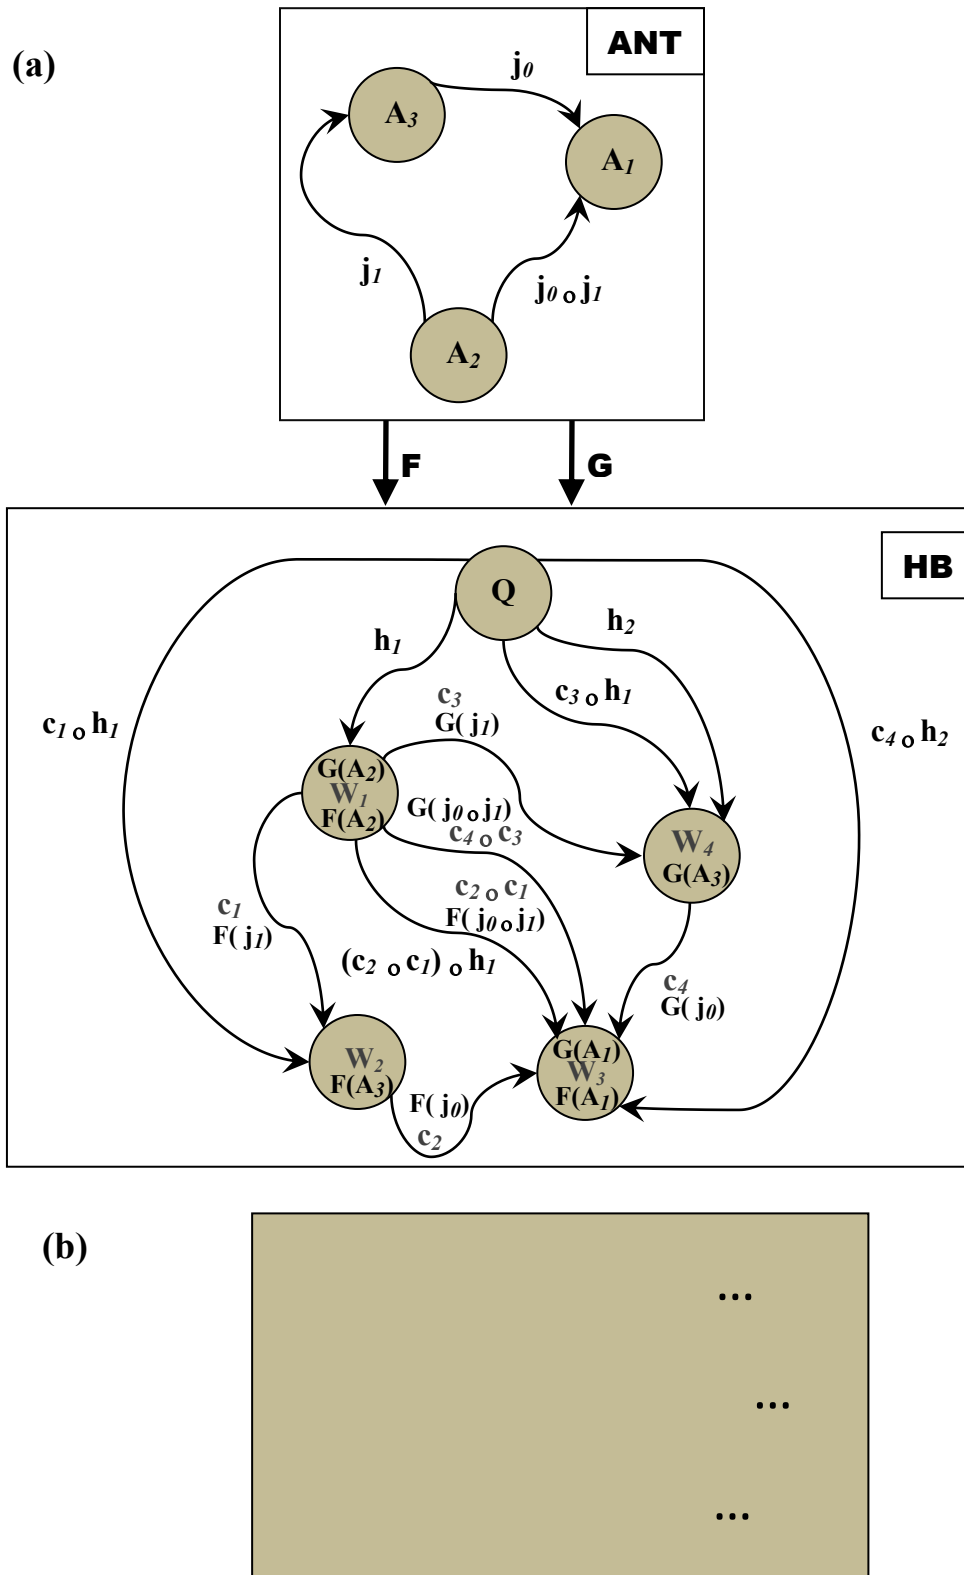 (a)
ANT
j0
A3
A1
j1
j0 o j1
A2
F
G
HB
Q
h1
h2
c3 o h1
c1 o h1
c4 o h2
c3
G(j1)
G(A2)
W1
F(A2)
G(j0 o j1)
c4 o c3
W4
G(A3)
c2 o c1
F(j0 o j1)
c1
F(j1)
(c2 o c1) o h1
c4
G(j0)
W2
F(A3)
G(A1)
W3
F(A1)
F(j0)
c2
(b)
...
...
...